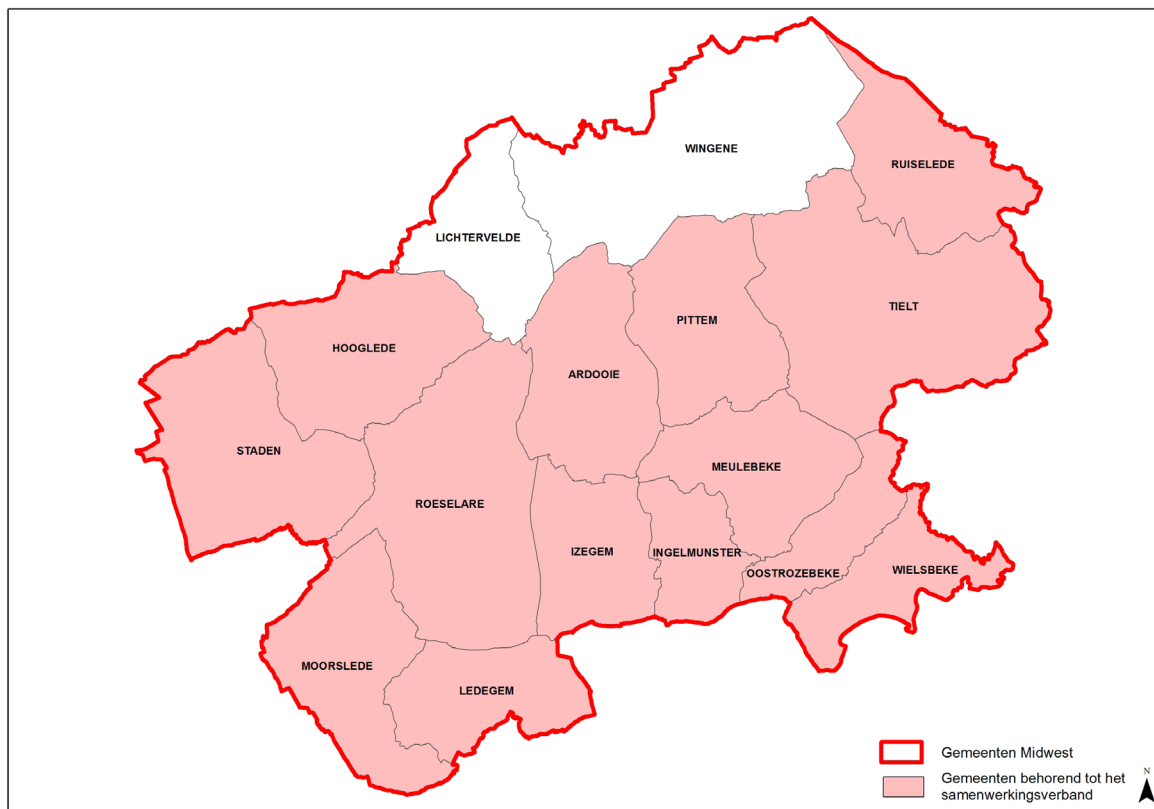 WINGENE
RUISELEDE
LICHTERVELDE
TIELT
PITTEM
HOOGLEDE
ARDOOIE
STADEN
MEULEBEKE
ROESELARE
IZEGEM
INGELMUNSTER
OOSTROZEBEKE
WIELSBEKE
MOORSLEDE
LEDEGEM
Gemeenten Midwest
Gemeenten behorend tot het
samenwerkingsverband
N